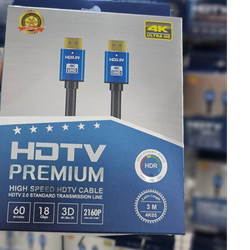 4K
ULTRA HD
HDTV
PREMIUM
HIGH SPEED HDTV CABLE
HDTV 2.0 STANDARD TRANSMISSION LINE
HDR
60
18
3D
2160P
3 M